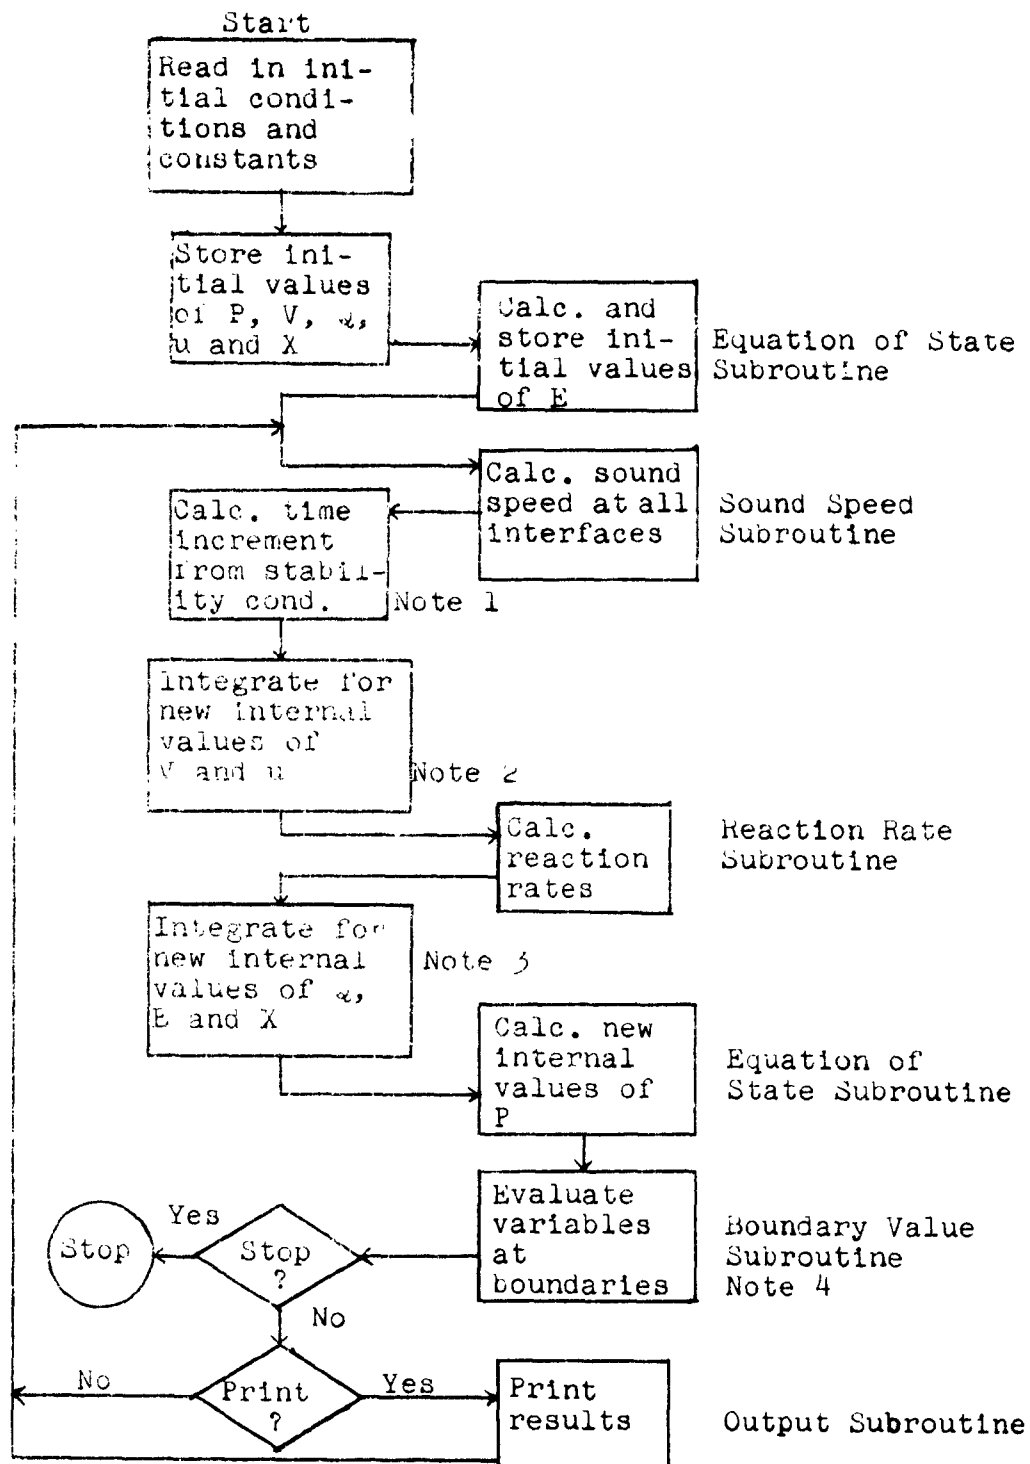 Start
Read in ini-
tial condi-
tions and
constants
Store ini-
tial values
of P, V, α,
u and X
Calc. and
store ini-
tial values
of E
Equation of State
Subroutine
Calc. sound
speed at all
interfaces
Sound Speed
Subroutine
Calc. time
increment
from stabil-
ity cond.
Note 1
Integrate for
new internal
values of
V and u
Note 2
Calc.
reaction
rates
Reaction Rate
Subroutine
Integrate for
new internal
values of α,
E and X
Note 3
Calc. new
internal
values of
P
Equation of
State Subroutine
Evaluate
variables
at
boundaries
Boundary Value
Subroutine
Note 4
Stop
?
Yes
Stop
No
Print
?
No
Yes
Print
results
Output Subroutine